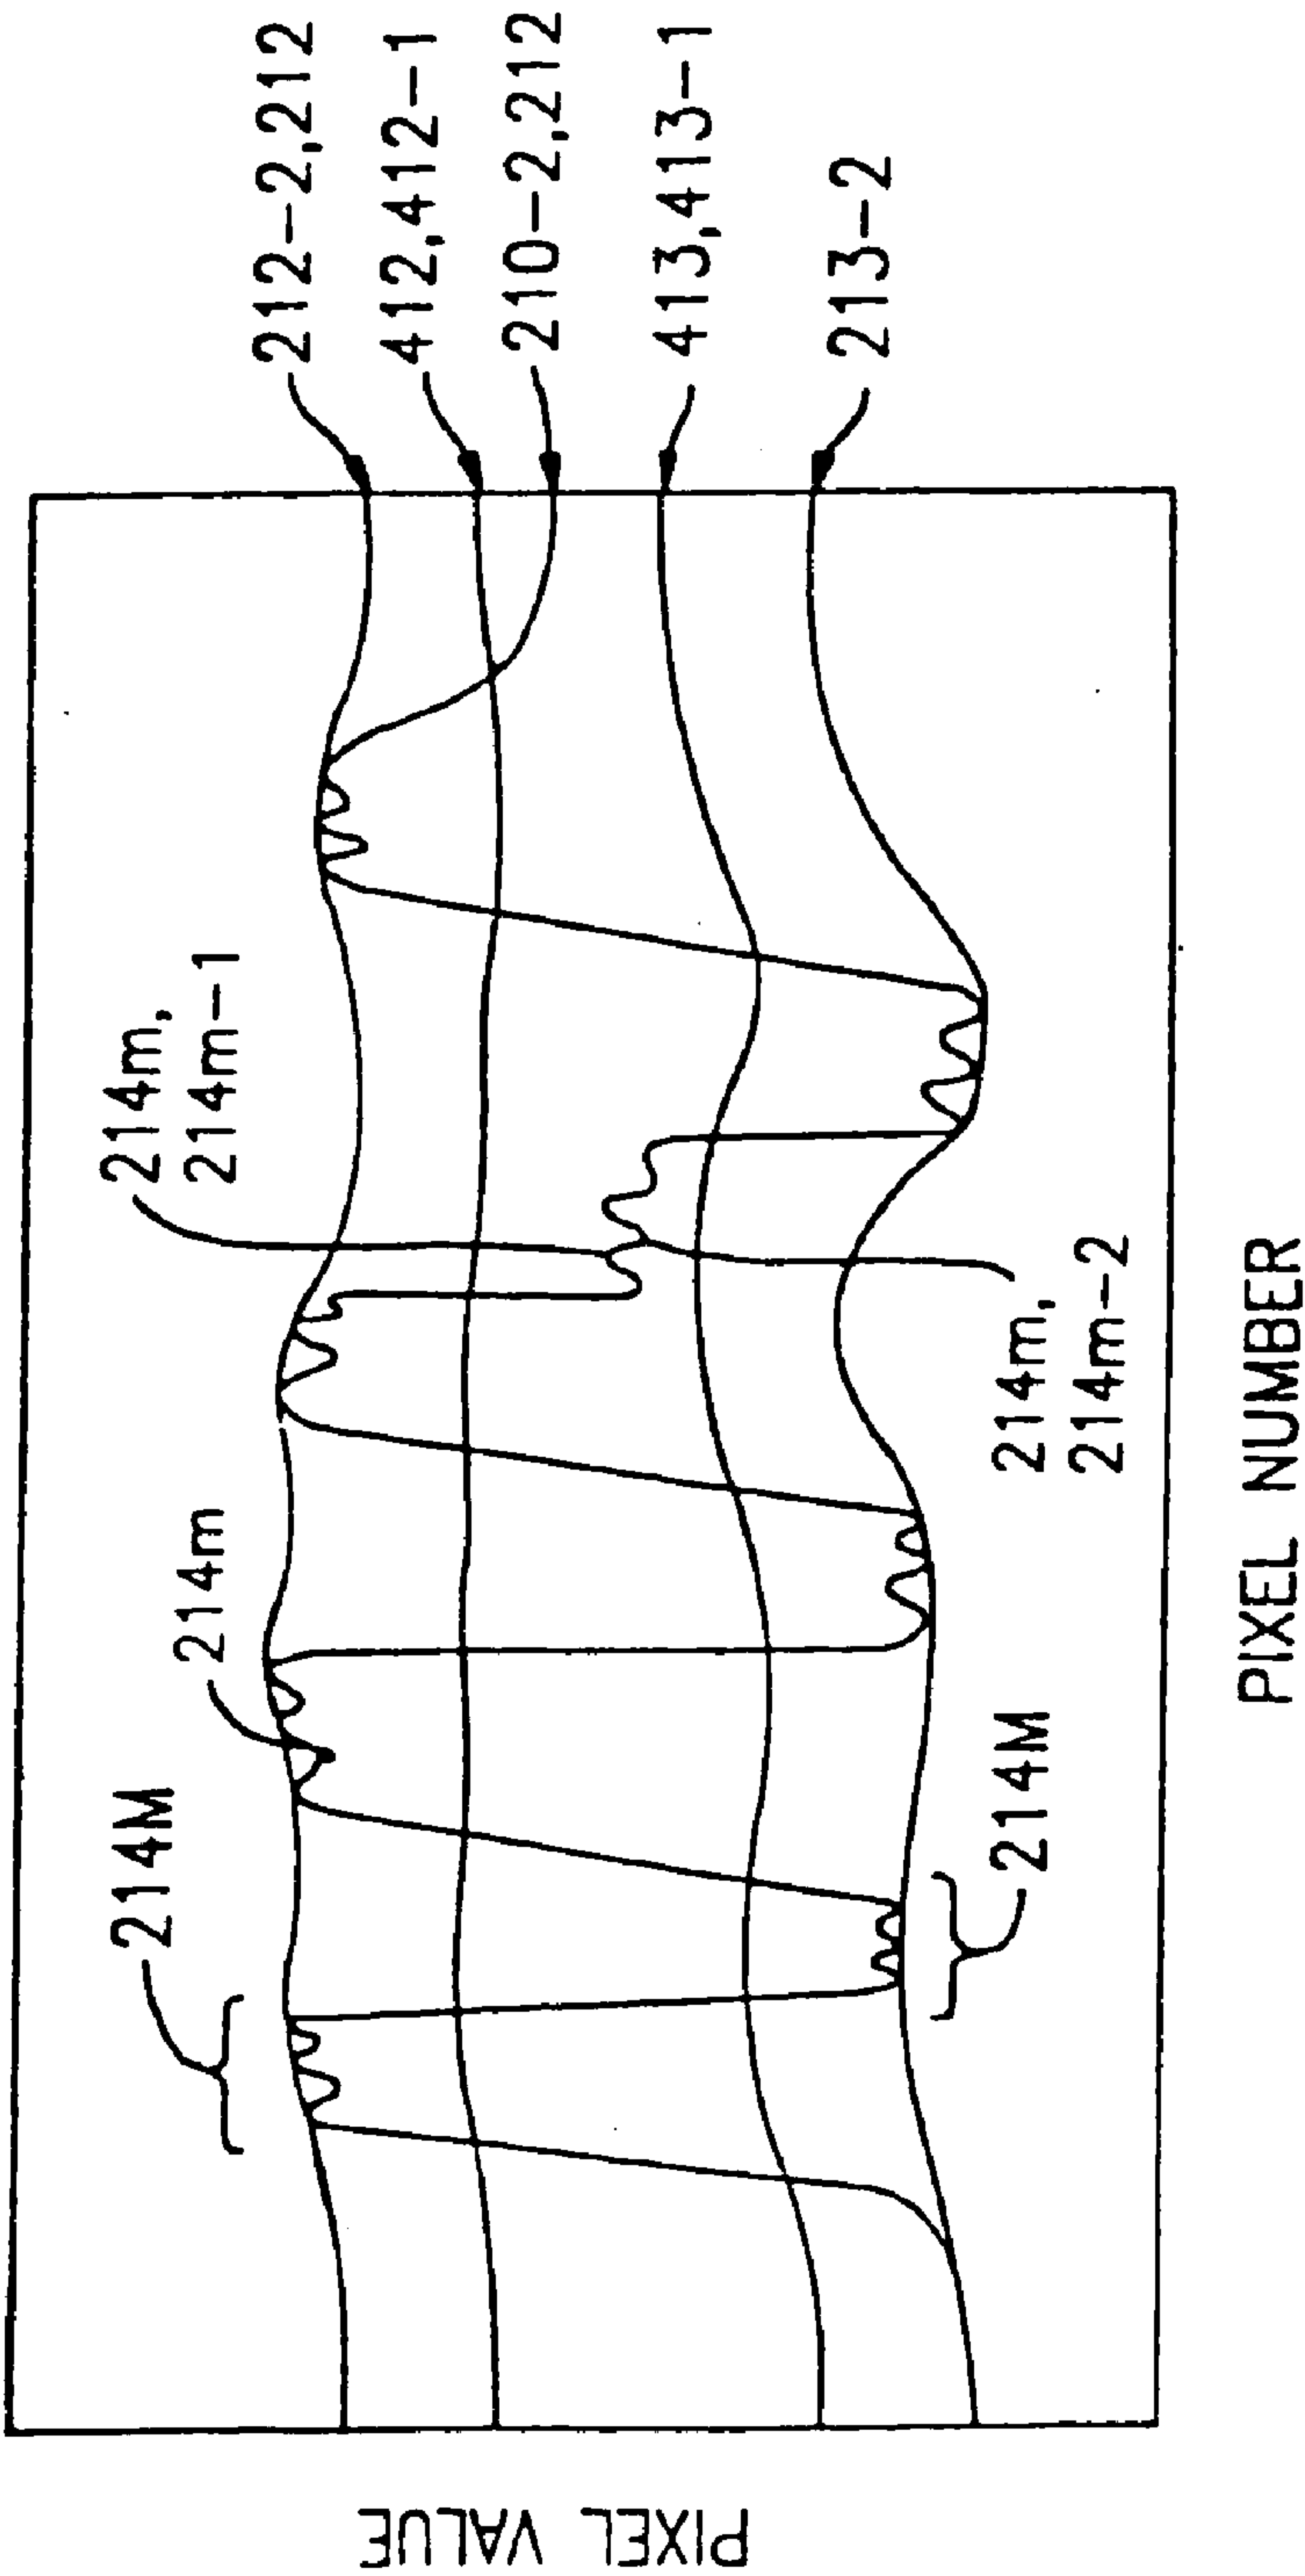 PIXEL VALUE
214M
214m
214m,
214m-1
212-2,212
412,412-1
210-2,212
413,413-1
213-2
214M
214m,
214m-2
PIXEL NUMBER